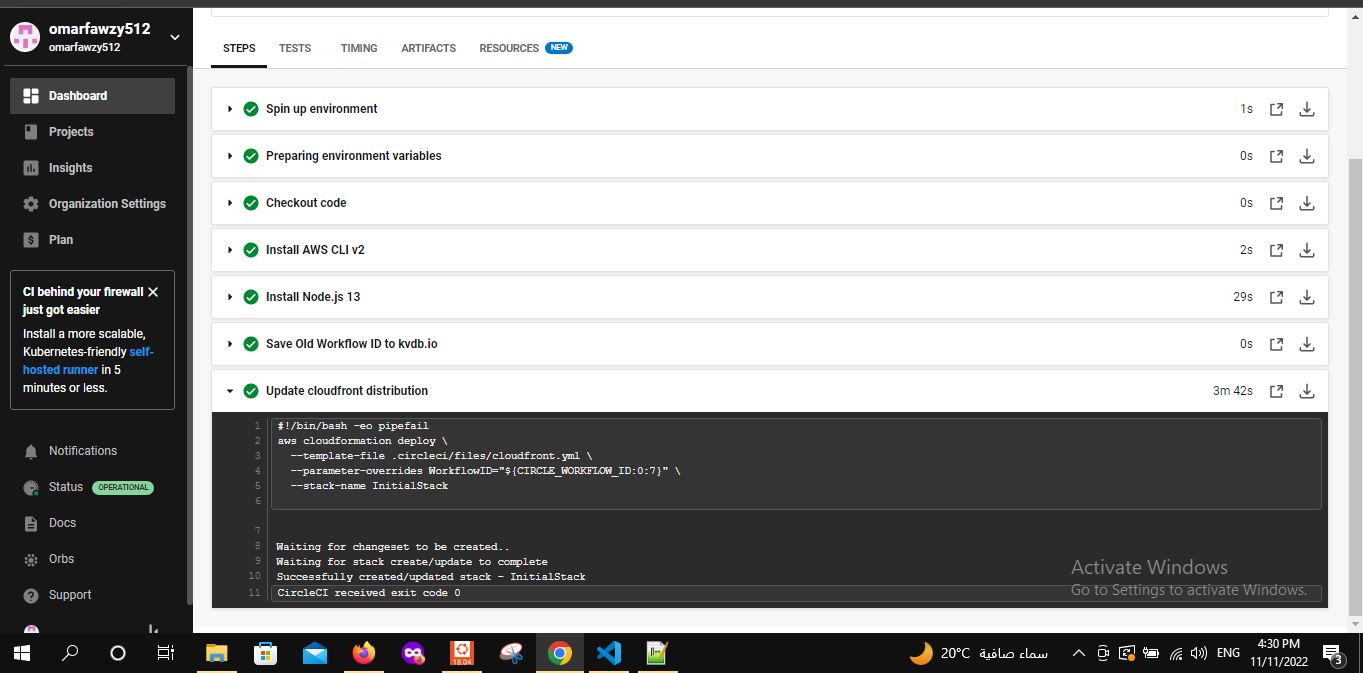 omarfawzy512
omarfawzy512
Dashboard
Projects
Insights
Organization Settings
Plan
CI behind your firewall
just got easier
Install a more scalable,
Kubernetes-friendly self-
hosted runner in 5
minutes or less.
Notifications
Status OPERATIONAL
Docs
Orbs
Support
STEPS TESTS TIMING ARTIFACTS RESOURCES NEW
Spin up environment 1s
Preparing environment variables 0s
Checkout code 0s
Install AWS CLI v2 2s
Install Node.js 13 29s
Save Old Workflow ID to kvdb.io 0s
Update cloudfront distribution 3m 42s
1 #!/bin/bash -eo pipefail
2 aws cloudformation deploy \
3 --template-file .circleci/files/cloudfront.yml \
4 --parameter-overrides WorkflowID="${CIRCLE_WORKFLOW_ID:0:7}" \
5 --stack-name InitialStack
6
7
8 Waiting for changeset to be created..
9 Waiting for stack create/update to complete
10 Successfully created/updated stack - InitialStack
11 CircleCI received exit code 0
Activate Windows
Go to Settings to activate Windows.
18.04
20°C سماء صافية
ENG
4:30 PM
11/11/2022
3